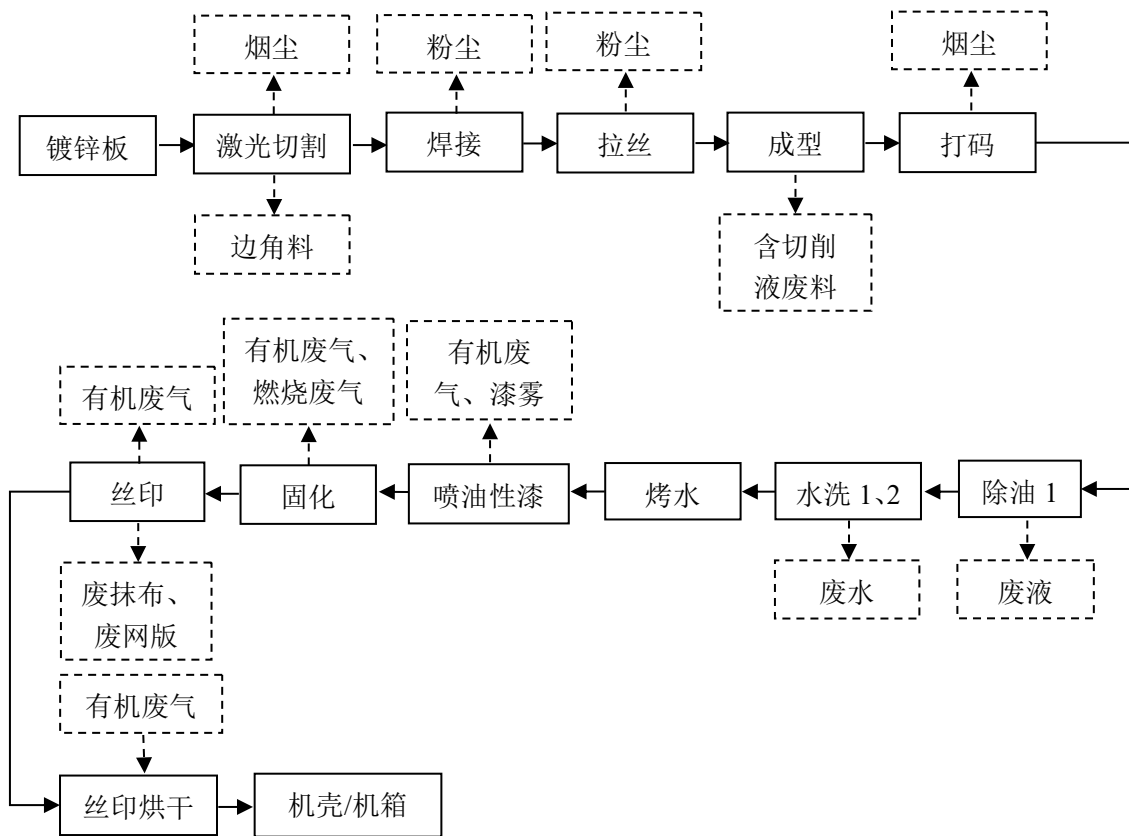 烟尘
粉尘
粉尘
烟尘
镀锌板
激光切割
焊接
拉丝
成型
打码
边角料
含切削
液废料
有机废气
有机废气、
燃烧废气
有机废
气、漆雾
丝印
固化
喷油性漆
烤水
水洗 1、2
除油 1
废抹布、
废网版
废水
废液
有机废气
丝印烘干
机壳/机箱